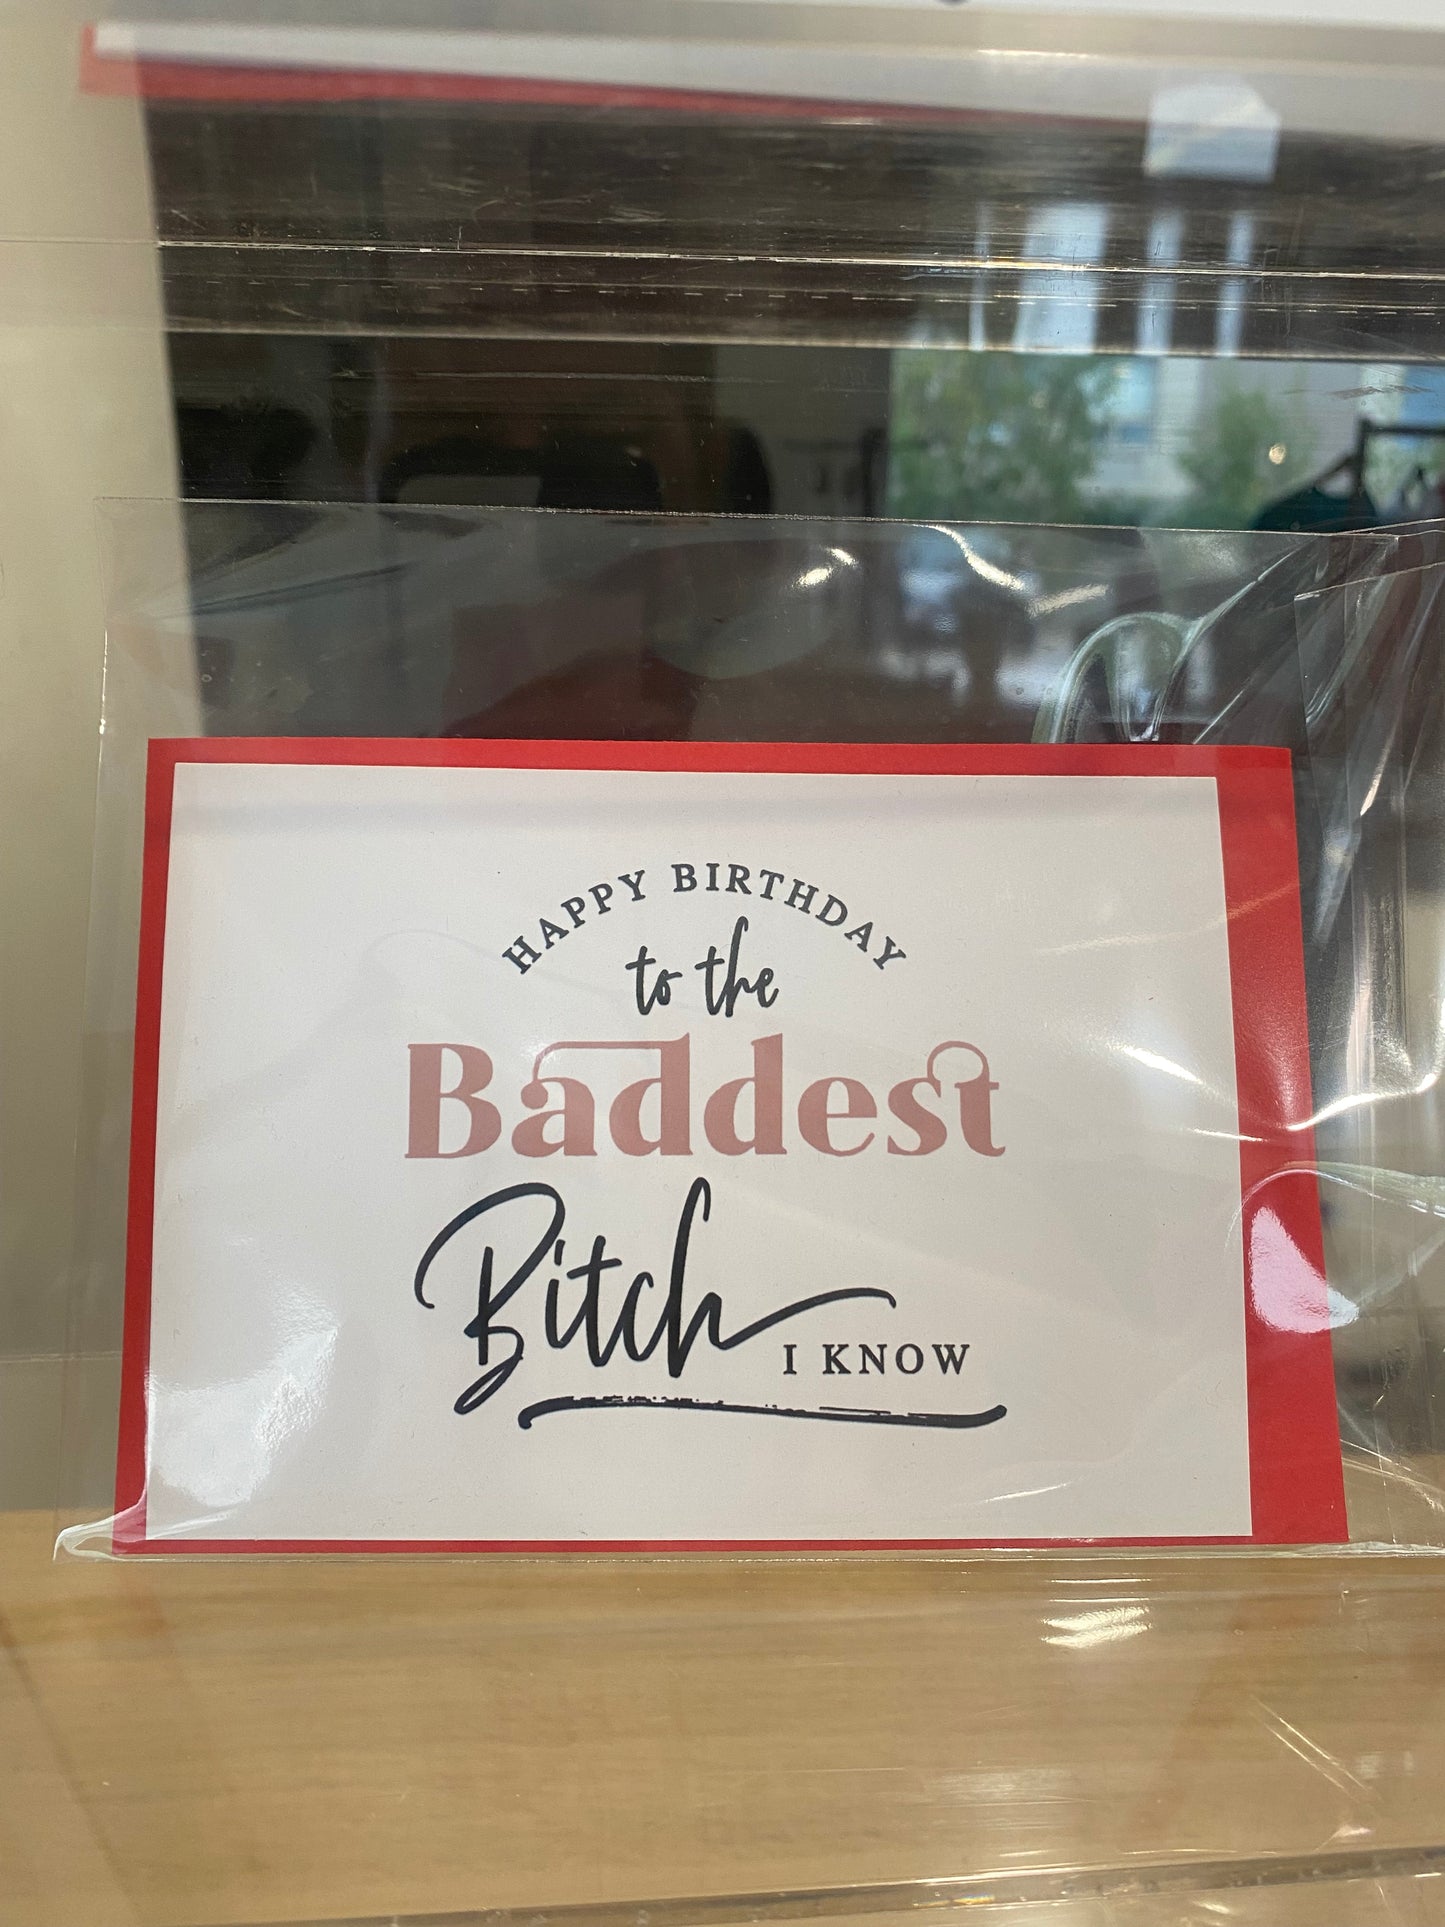 HAPPY BIRTHDAY
to the
Baddest
Bitch
I KNOW